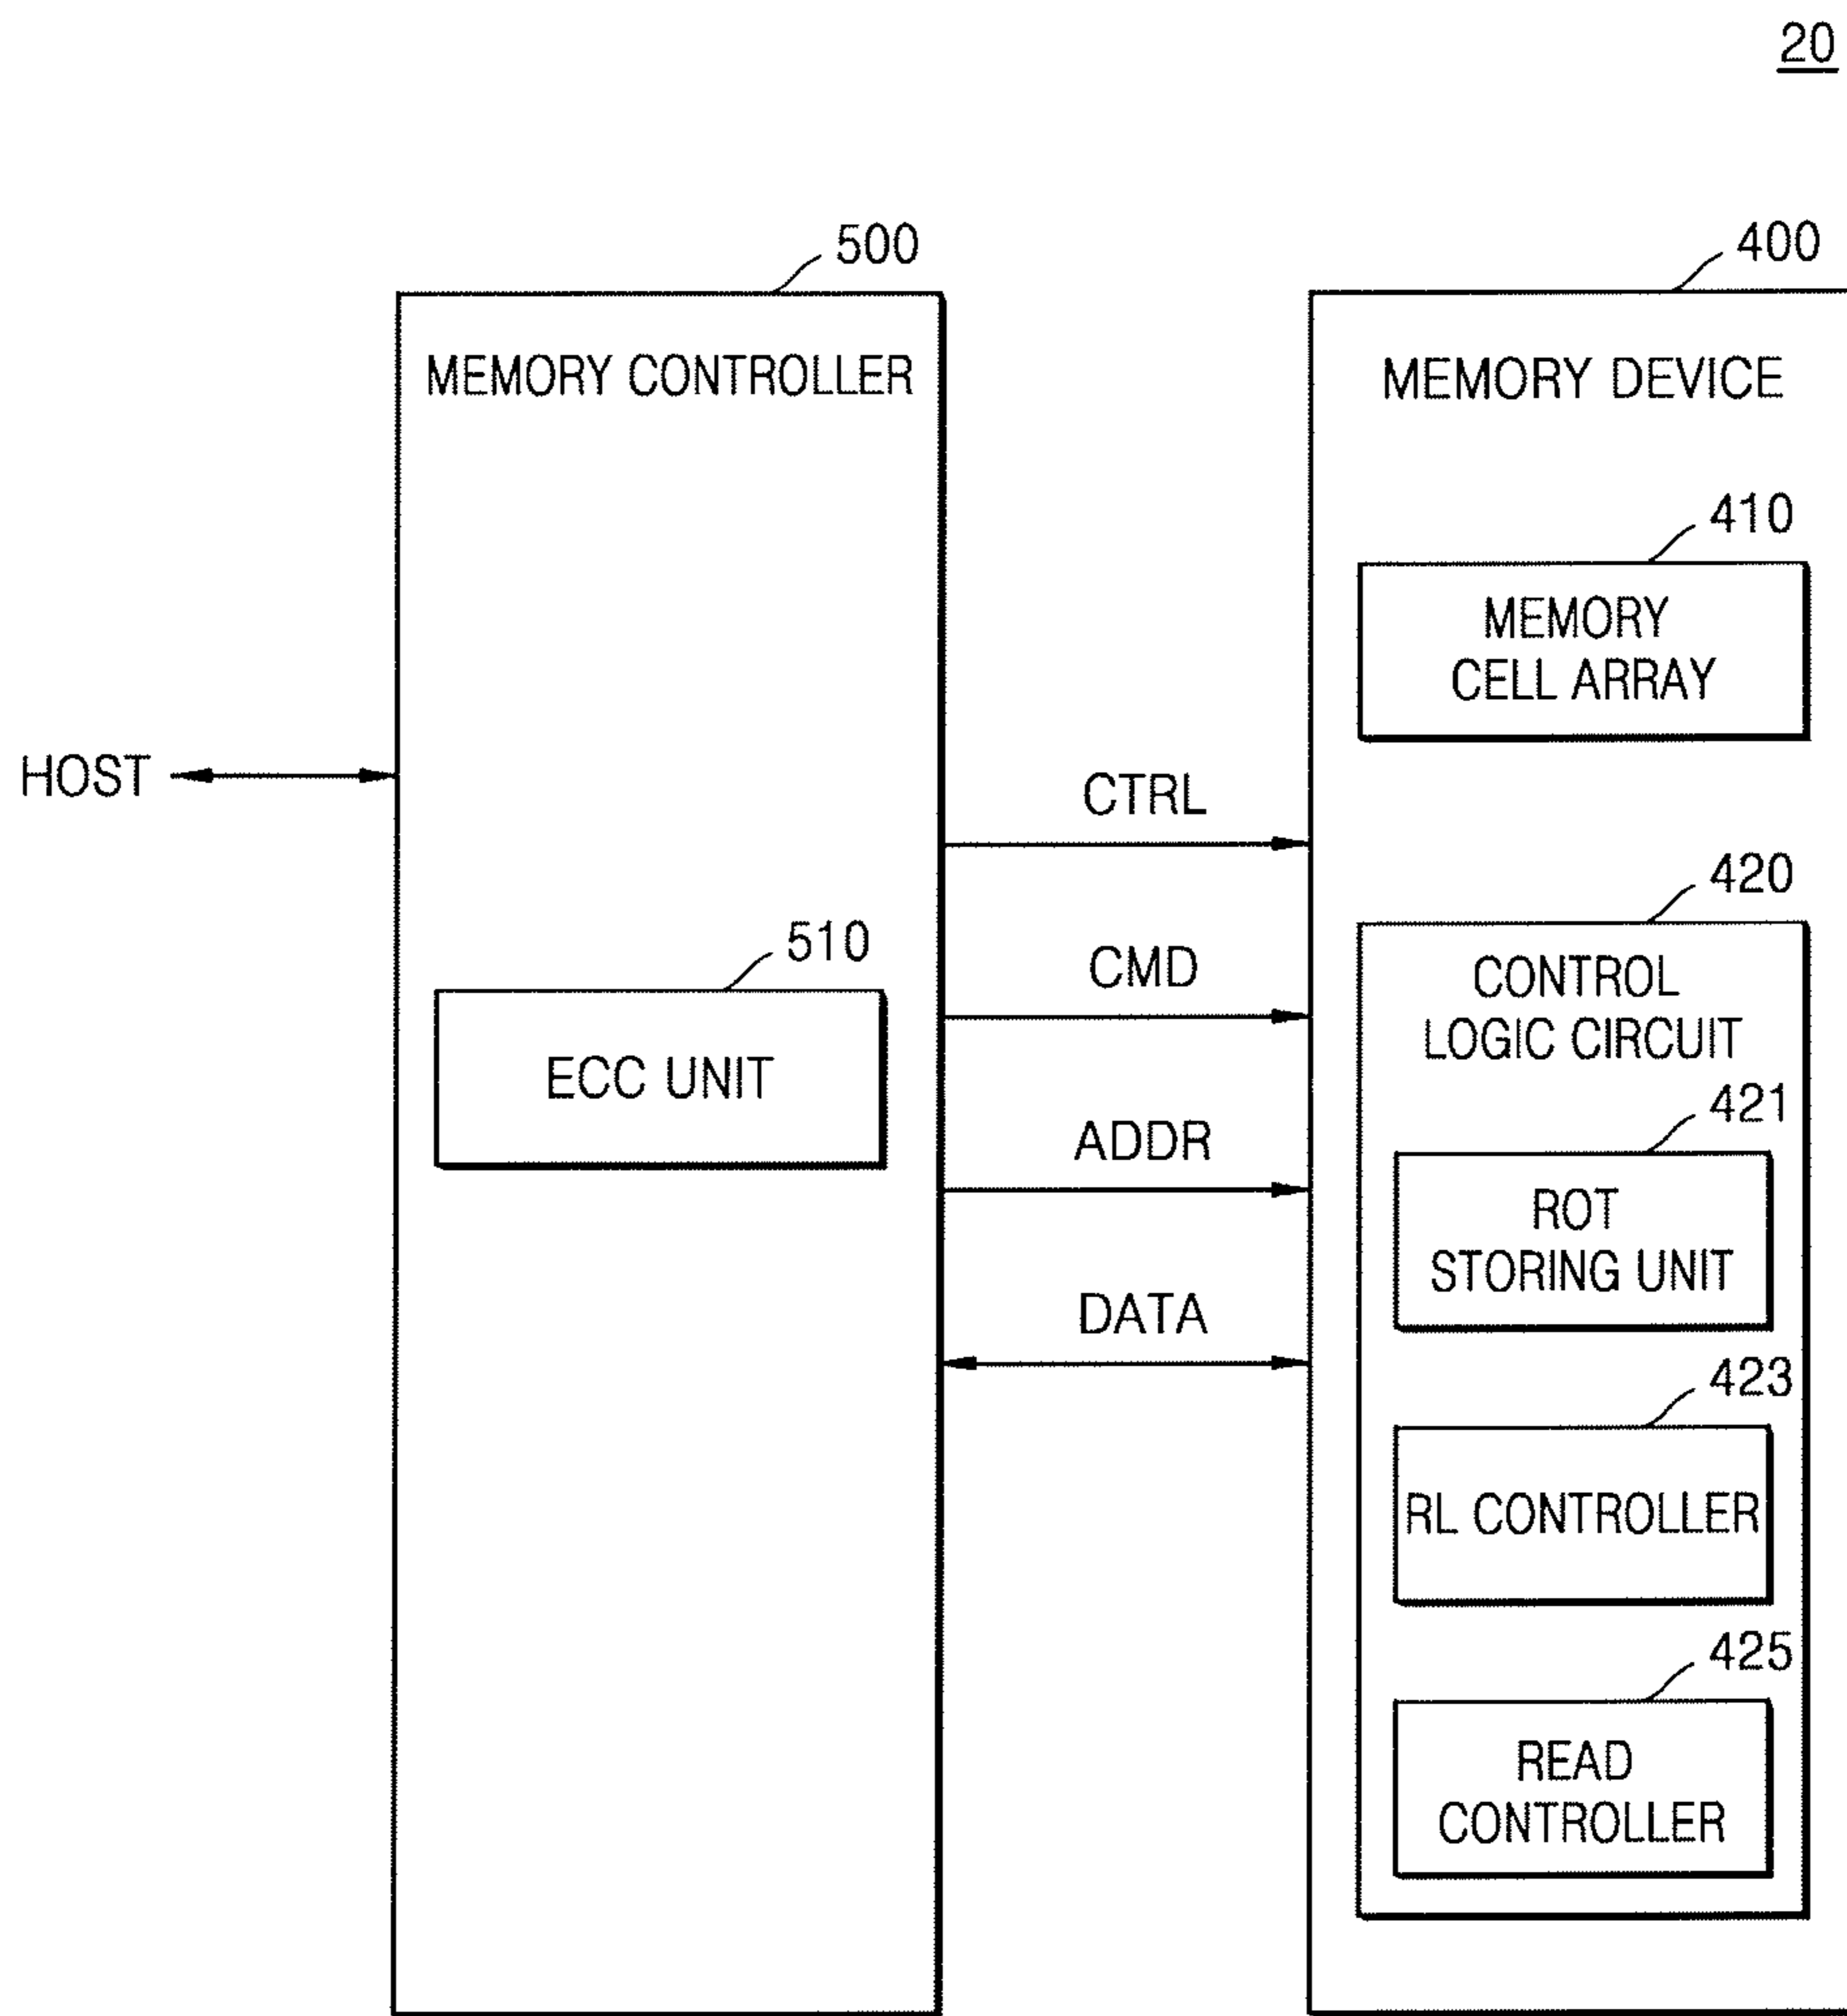 20
500
400
MEMORY CONTROLLER
MEMORY DEVICE
410
MEMORY
CELL ARRAY
HOST
CTRL
420
510
CMD
CONTROL
LOGIC CIRCUIT
ECC UNIT
421
ADDR
ROT
STORING UNIT
DATA
423
RL CONTROLLER
425
READ
CONTROLLER